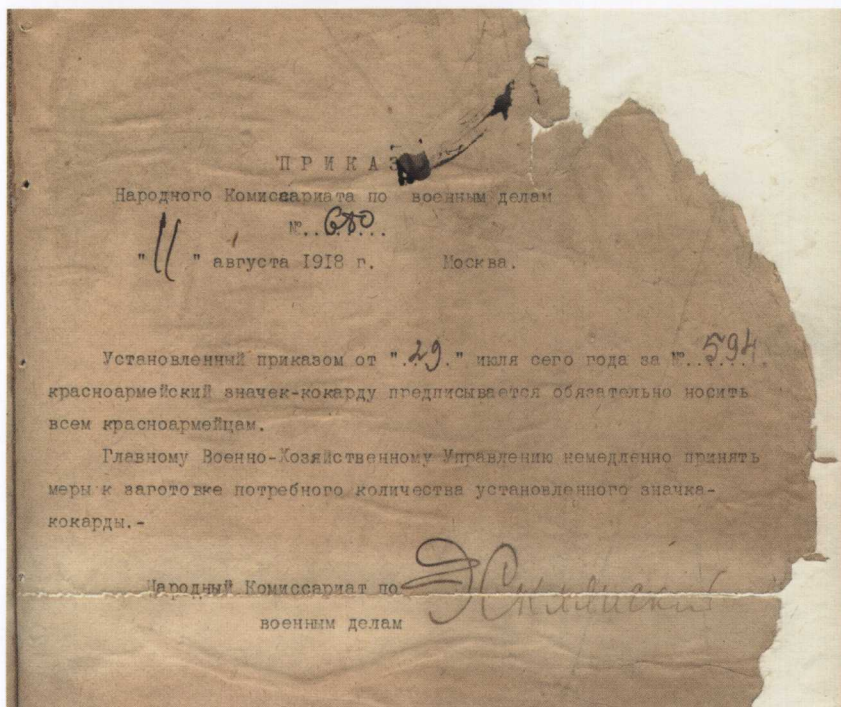 ПРИКАЗ
Народного Комиссариата по военным делам
№..680...
"11" августа 1918 г. Москва.
Установленный приказом от ".29." июля сего года за №..594.
красноармейский значек-кокарду предписывается обязательно носить
всем красноармейцам.
Главному Военно-Хозяйственному Управлению немедленно принять
меры к заготовке потребного количества установленного значка-
кокарды.-
Народный Комиссариат по ЭСклянский
военным делам